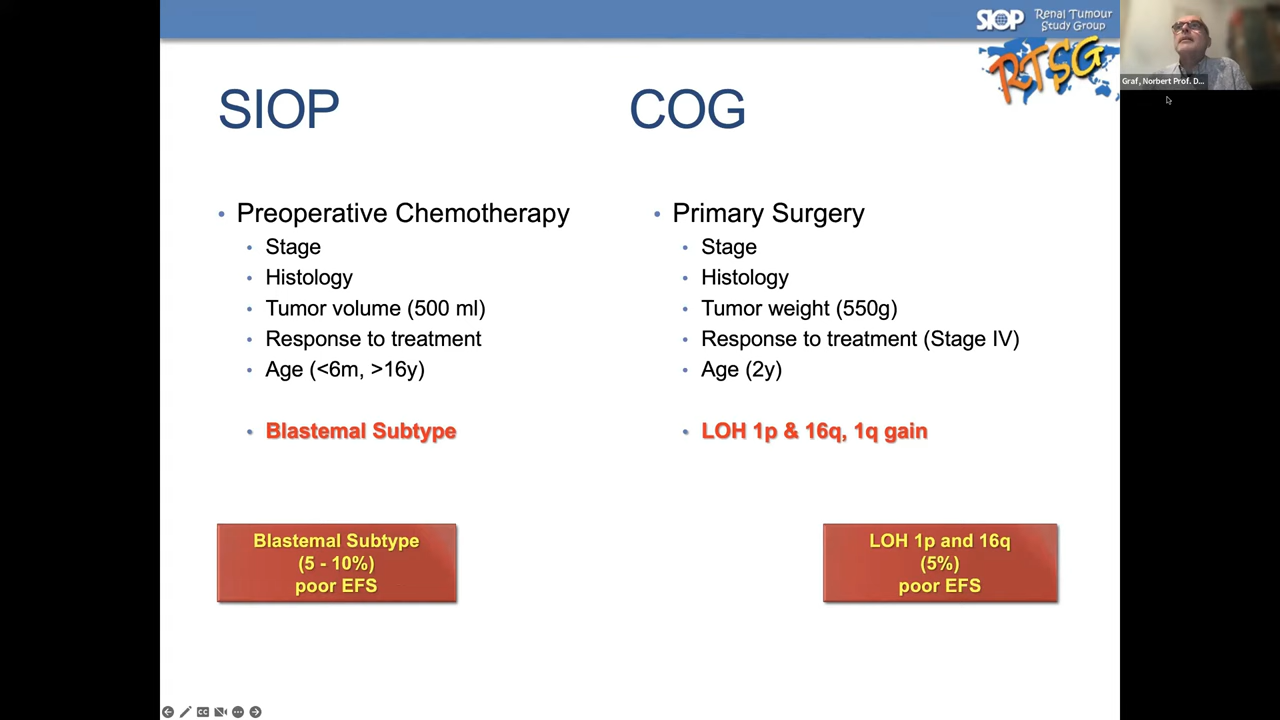 SIOP Renal Tumour
Study Group
RTSG
Graf, Norbert Prof. D...
SIOP
• Preoperative Chemotherapy
• Stage
• Histology
• Tumor volume (500 ml)
• Response to treatment
• Age (<6m, >16y)
• Blastemal Subtype
Blastemal Subtype
(5 - 10%)
poor EFS
COG
• Primary Surgery
• Stage
• Histology
• Tumor weight (550g)
• Response to treatment (Stage IV)
• Age (2y)
• LOH 1p & 16q, 1q gain
LOH 1p and 16q
(5%)
poor EFS
CC